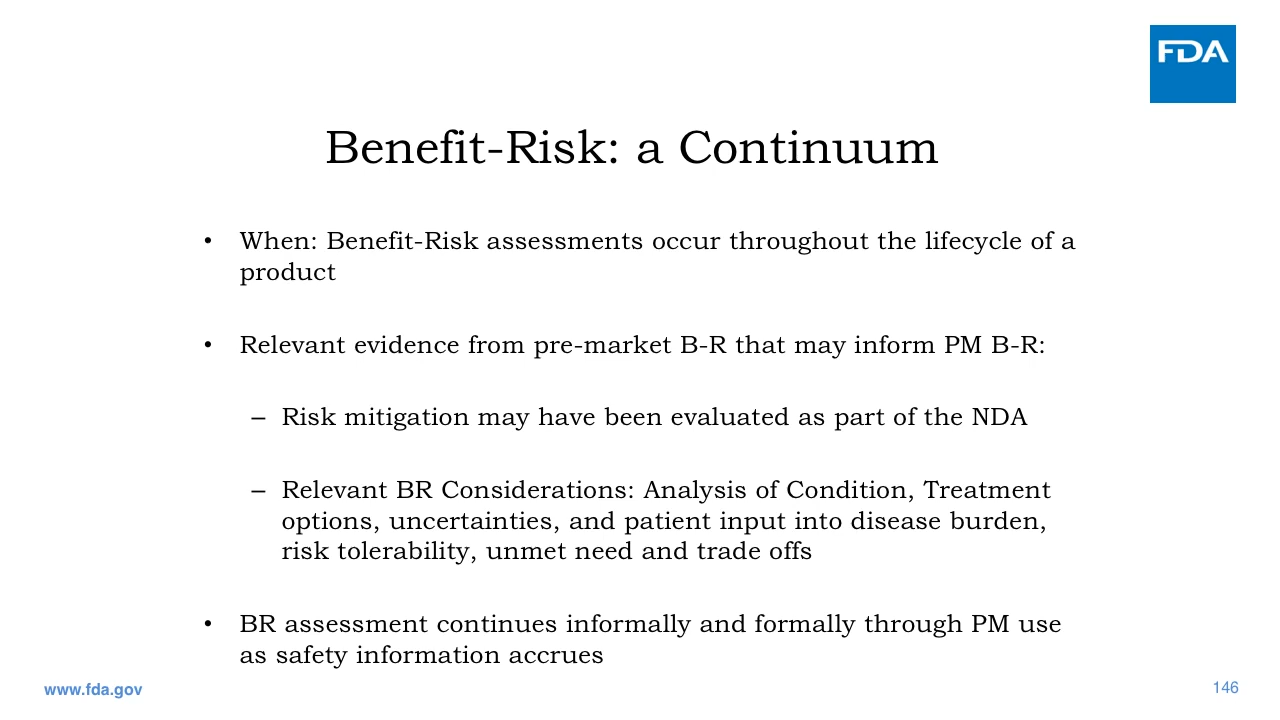 FDA
Benefit-Risk: a Continuum
• When: Benefit-Risk assessments occur throughout the lifecycle of a
product
• Relevant evidence from pre-market B-R that may inform PM B-R:
– Risk mitigation may have been evaluated as part of the NDA
– Relevant BR Considerations: Analysis of Condition, Treatment
options, uncertainties, and patient input into disease burden,
risk tolerability, unmet need and trade offs
• BR assessment continues informally and formally through PM use
as safety information accrues
www.fda.gov
146